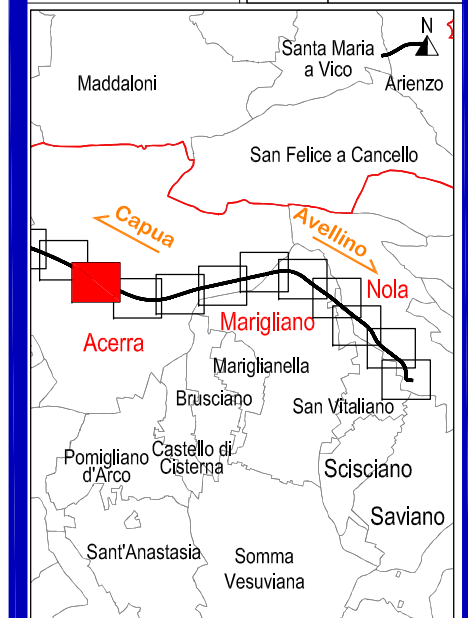 N
Santa Maria
a Vico
Maddaloni
Arienzo
San Felice a Cancello
Capua
Avellino
Nola
Marigliano
Acerra
Mariglianella
Brusciano
San Vitaliano
Castello di
Cisterna
Pomigliano
d'Arco
Scisciano
Saviano
Sant'Anastasia
Somma
Vesuviana